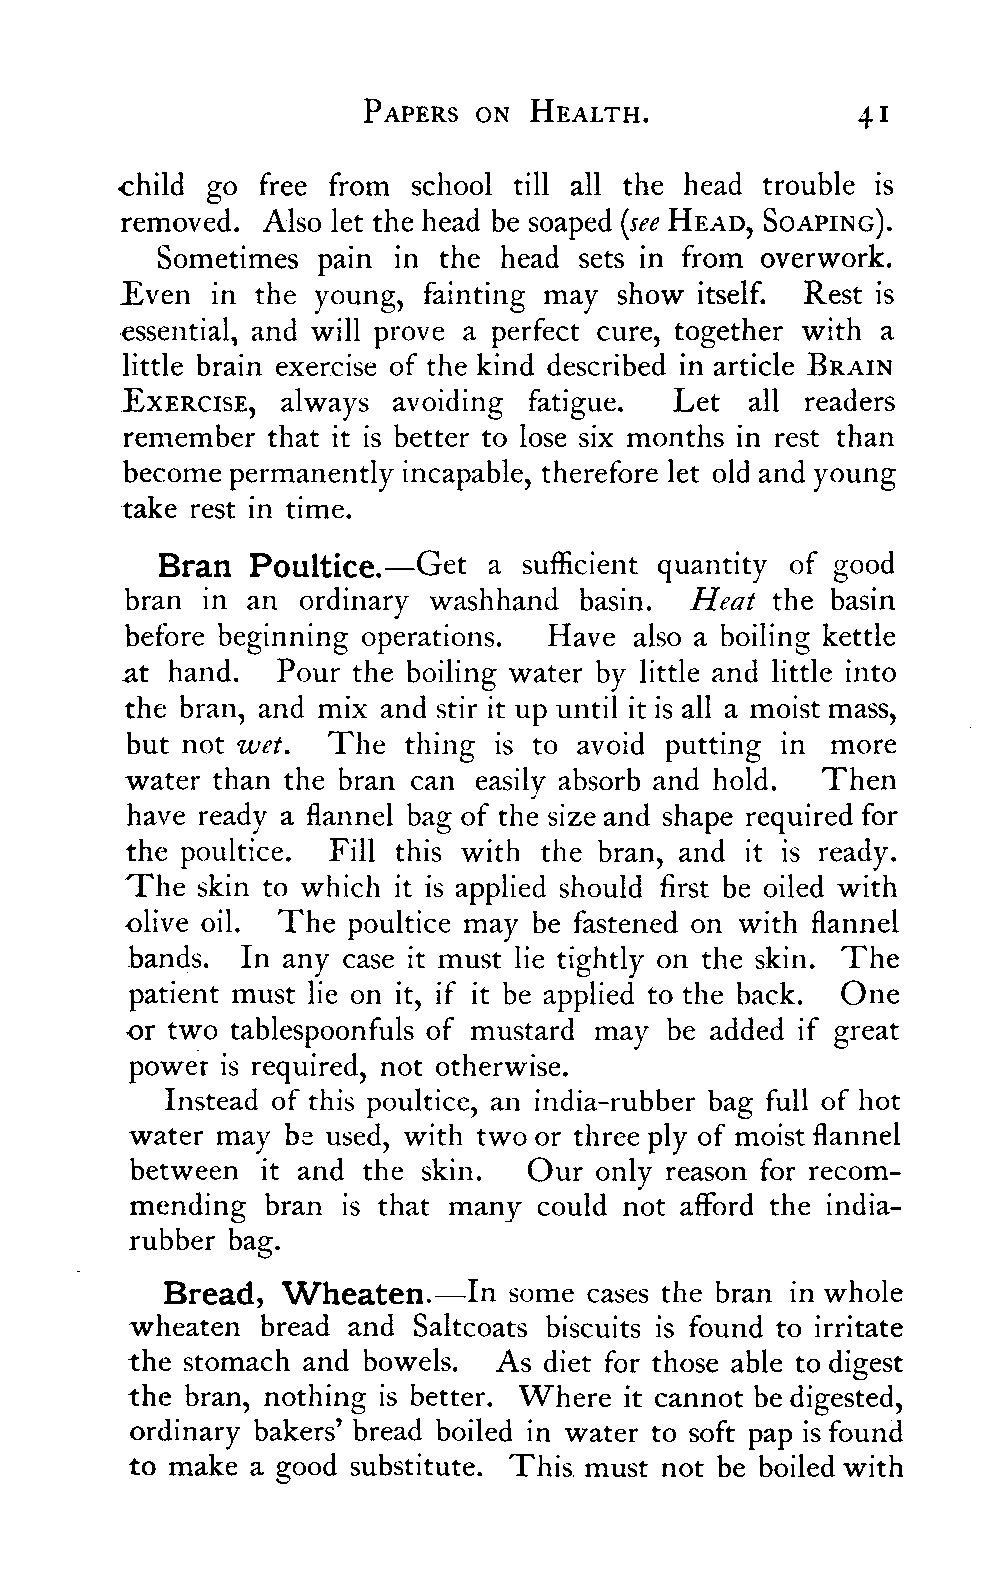 PAPERS ON HEALTH. 41
child go free from school till all the head trouble is
removed. Also let the head be soaped (see HEAD, SOAPING).
Sometimes pain in the head sets in from overwork.
Even in the young, fainting may show itself. Rest is
essential, and will prove a perfect cure, together with a
little brain exercise of the kind described in article BRAIN
EXERCISE, always avoiding fatigue. Let all readers
remember that it is better to lose six months in rest than
become permanently incapable, therefore let old and young
take rest in time.
Bran Poultice.—Get a sufficient quantity of good
bran in an ordinary washhand basin. Heat the basin
before beginning operations. Have also a boiling kettle
at hand. Pour the boiling water by little and little into
the bran, and mix and stir it up until it is all a moist mass,
but not wet. The thing is to avoid putting in more
water than the bran can easily absorb and hold. Then
have ready a flannel bag of the size and shape required for
the poultice. Fill this with the bran, and it is ready.
The skin to which it is applied should first be oiled with
olive oil. The poultice may be fastened on with flannel
bands. In any case it must lie tightly on the skin. The
patient must lie on it, if it be applied to the back. One
or two tablespoonfuls of mustard may be added if great
power is required, not otherwise.
Instead of this poultice, an india-rubber bag full of hot
water may be used, with two or three ply of moist flannel
between it and the skin. Our only reason for recom-
mending bran is that many could not afford the india-
rubber bag.
Bread, Wheaten.—In some cases the bran in whole
wheaten bread and Saltcoats biscuits is found to irritate
the stomach and bowels. As diet for those able to digest
the bran, nothing is better. Where it cannot be digested,
ordinary bakers' bread boiled in water to soft pap is found
to make a good substitute. This must not be boiled with